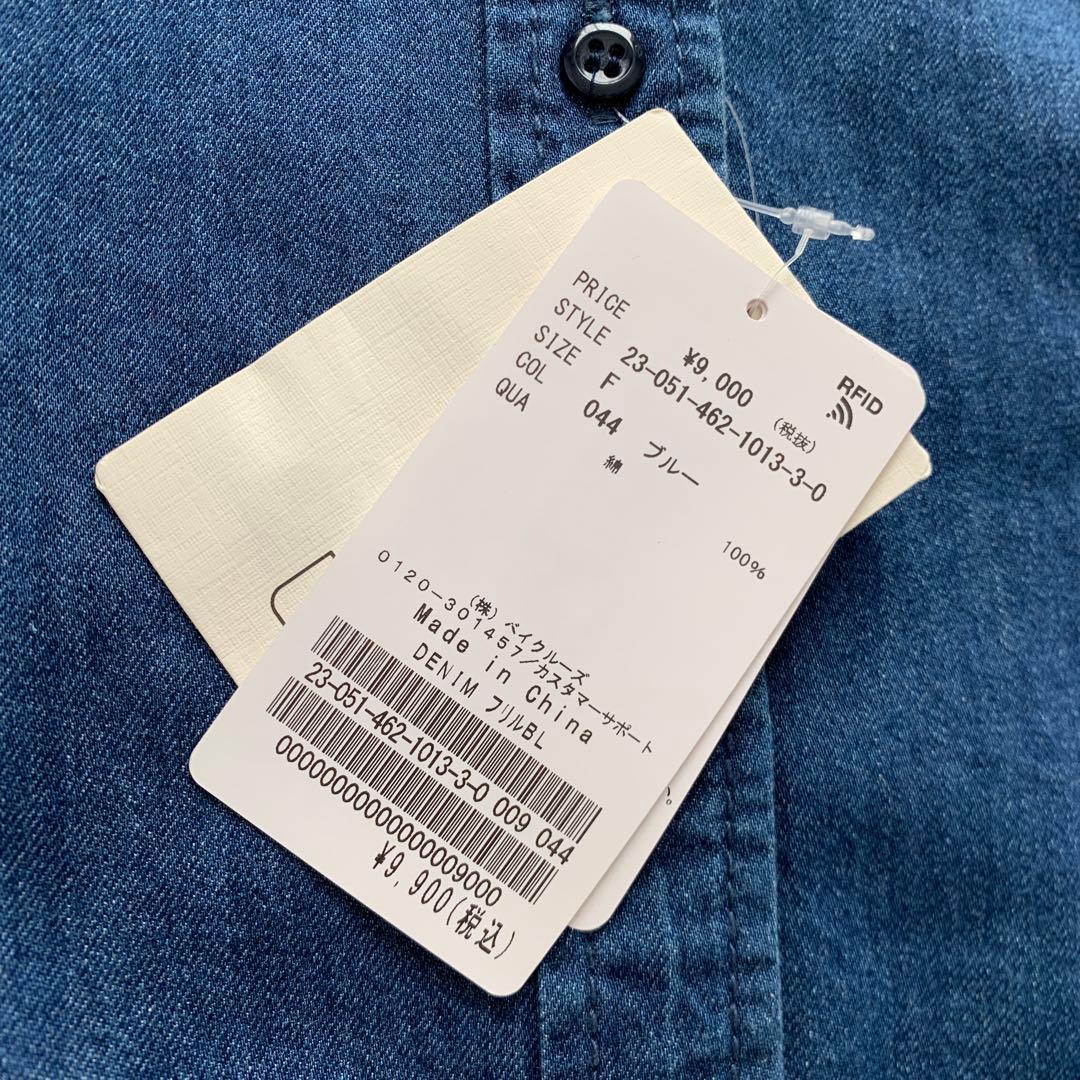 RFID
PRICE ¥9,000 (税抜)
STYLE 23-051-462-1013-3-0
SIZE F
COL 044 ブルー
QUA 綿 100%
(株) ベイクルーズ
0120-301457/カスタマーサポート
Made in China
DENIM フリルBL
23-051-462-1013-3-0 009 044
00000000000000009000
¥9,900(税込)